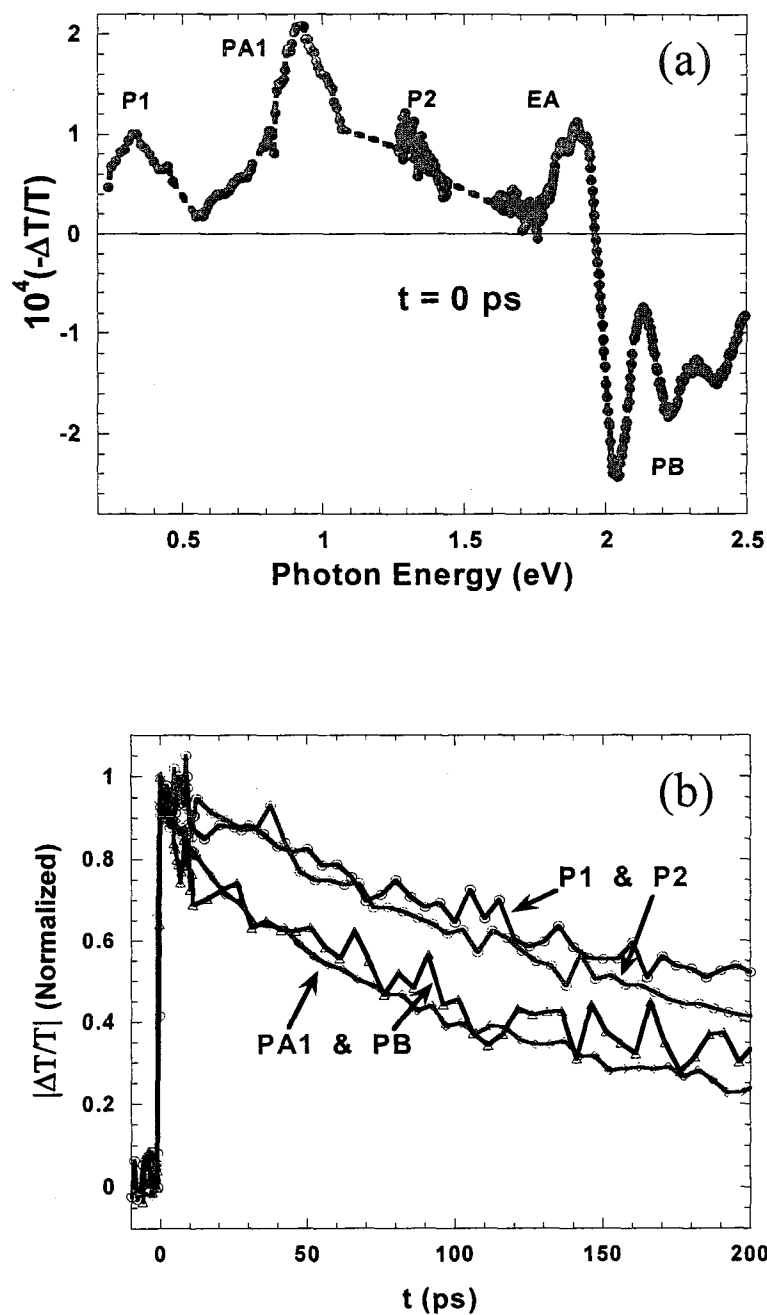 (a)
PA1
P1
P2
EA
PB
t = 0 ps
10^4(-ΔT/T)
2
1
0
-1
-2
0.5 1 1.5 2 2.5
Photon Energy (eV)
(b)
P1 & P2
PA1 & PB
|ΔT/T| (Normalized)
1
0.8
0.6
0.4
0.2
0
0 50 100 150 200
t (ps)